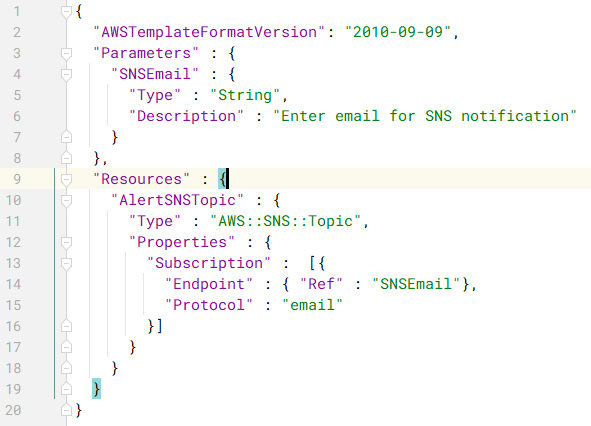 1 {
2 "AWSTemplateFormatVersion": "2010-09-09",
3 "Parameters" : {
4 "SNSEmail" : {
5 "Type" : "String",
6 "Description" : "Enter email for SNS notification"
7 }
8 },
9 "Resources" : {
10 "AlertSNSTopic" : {
11 "Type" : "AWS::SNS::Topic",
12 "Properties" : {
13 "Subscription" :  [{
14 "Endpoint" : { "Ref" : "SNSEmail"},
15 "Protocol" : "email"
16 }]
17 }
18 }
19 }
20 }